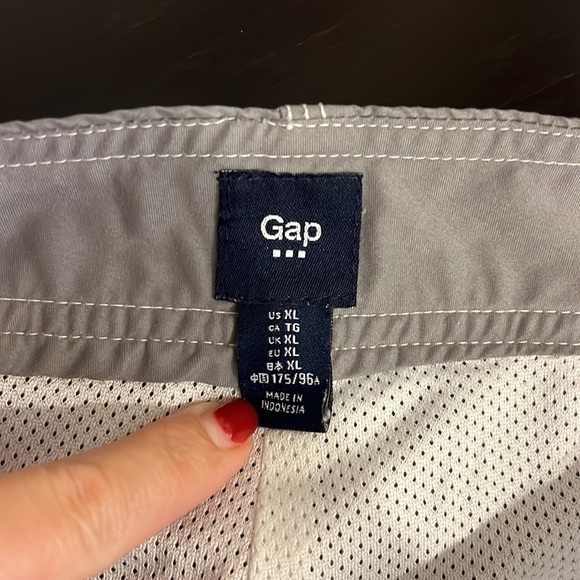 Gap
US XL
CA TG
UK XL
EU XL
日本 XL
中国 175/96A
MADE IN
INDONESIA